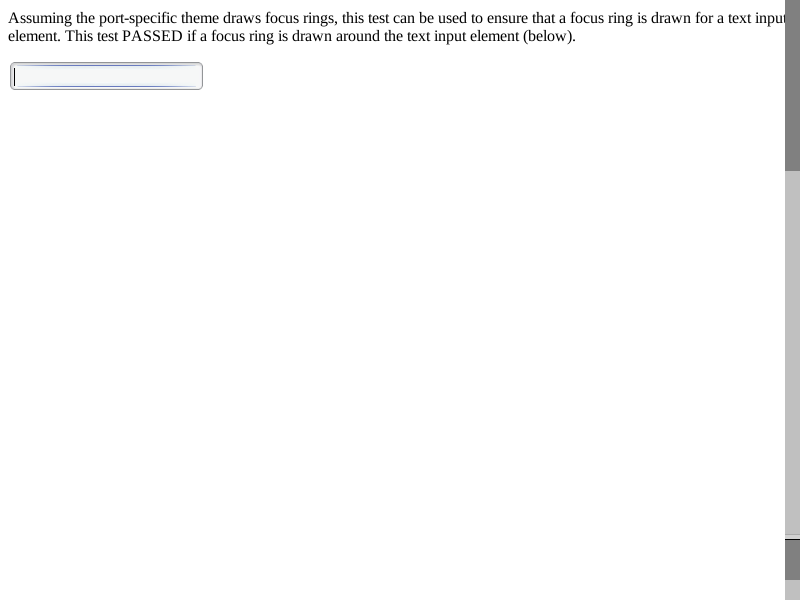 Assuming the port-specific theme draws focus rings, this test can be used to ensure that a focus ring is drawn for a text input
element. This test PASSED if a focus ring is drawn around the text input element (below).